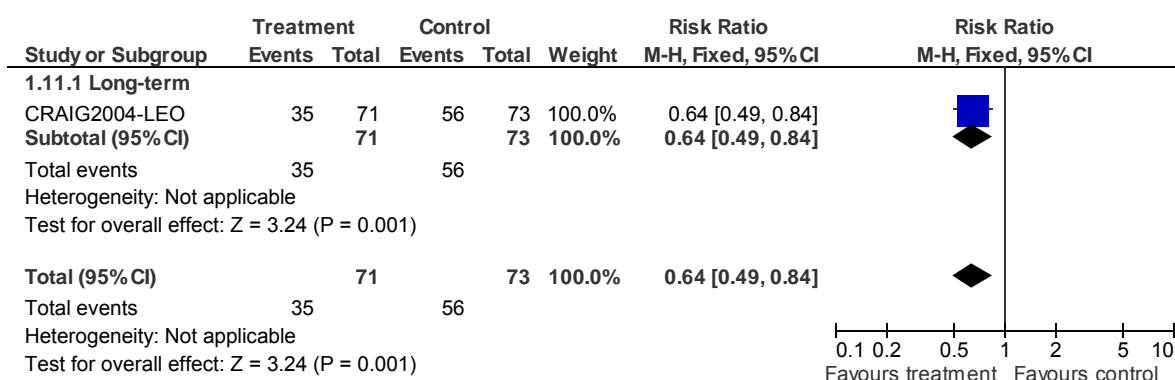 Treatment Control Risk Ratio Risk Ratio
Study or Subgroup Events Total Events Total Weight M-H, Fixed, 95% CI M-H, Fixed, 95% CI
1.11.1 Long-term
CRAIG2004-LEO 35 71 56 73 100.0% 0.64 [0.49, 0.84]
Subtotal (95% CI) 71 73 100.0% 0.64 [0.49, 0.84]
Total events 35 56
Heterogeneity: Not applicable
Test for overall effect: Z = 3.24 (P = 0.001)
Total (95% CI) 71 73 100.0% 0.64 [0.49, 0.84]
Total events 35 56
Heterogeneity: Not applicable
Test for overall effect: Z = 3.24 (P = 0.001)
0.1 0.2 0.5 1 2 5 10
Favours treatment Favours control